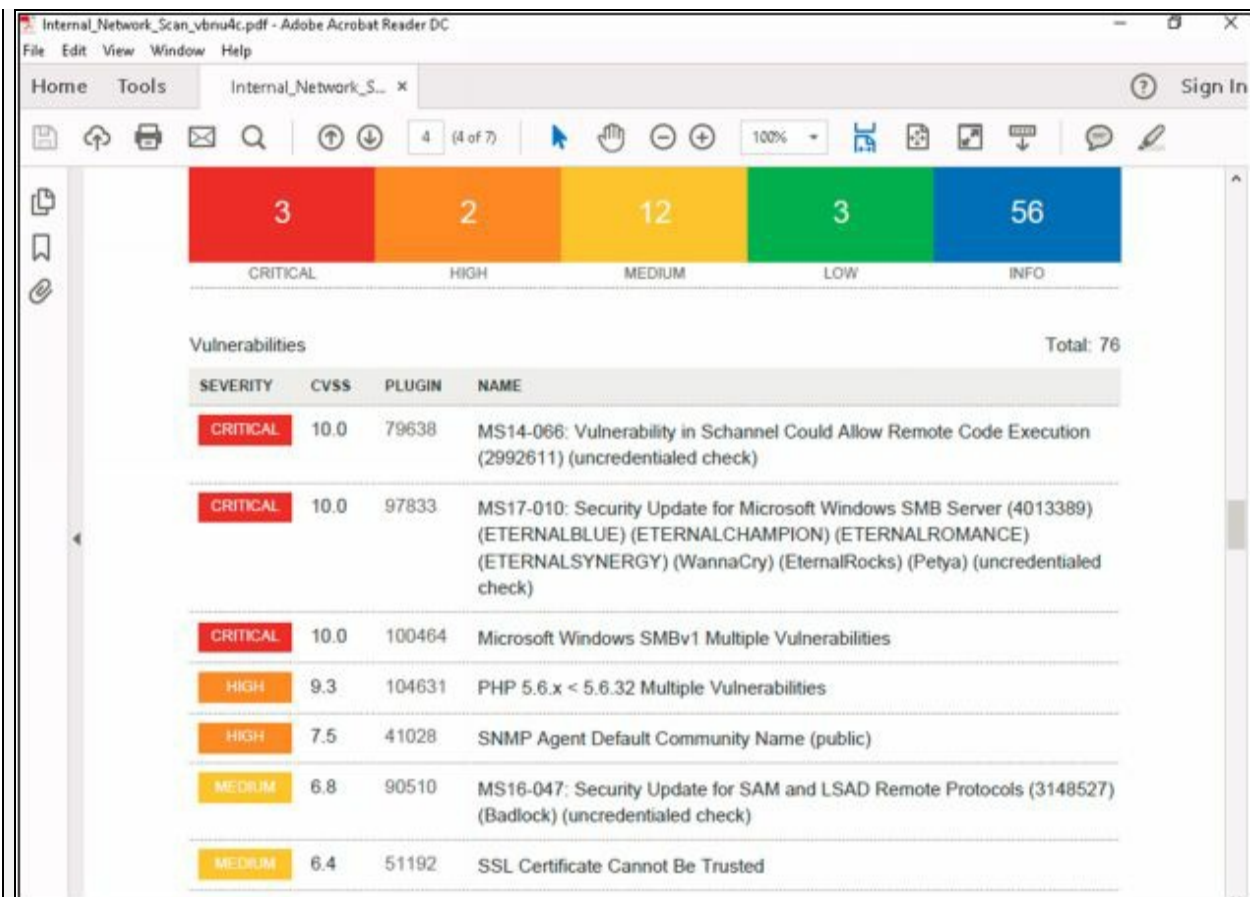 Internal_Network_Scan_vbnu4c.pdf - Adobe Acrobat Reader DC
File Edit View Window Help
Home Tools Internal_Network_S... × Sign In
4 (4 of 7) 100%
3 2 12 3 56
CRITICAL HIGH MEDIUM LOW INFO
Vulnerabilities Total: 76
SEVERITY CVSS PLUGIN NAME
CRITICAL 10.0 79638 MS14-066: Vulnerability in Schannel Could Allow Remote Code Execution
(2992611) (uncredentialed check)
CRITICAL 10.0 97833 MS17-010: Security Update for Microsoft Windows SMB Server (4013389)
(ETERNALBLUE) (ETERNALCHAMPION) (ETERNALROMANCE)
(ETERNALSYNERGY) (WannaCry) (EternalRocks) (Petya) (uncredentialed
check)
CRITICAL 10.0 100464 Microsoft Windows SMBv1 Multiple Vulnerabilities
HIGH 9.3 104631 PHP 5.6.x < 5.6.32 Multiple Vulnerabilities
HIGH 7.5 41028 SNMP Agent Default Community Name (public)
MEDIUM 6.8 90510 MS16-047: Security Update for SAM and LSAD Remote Protocols (3148527)
(Badlock) (uncredentialed check)
MEDIUM 6.4 51192 SSL Certificate Cannot Be Trusted